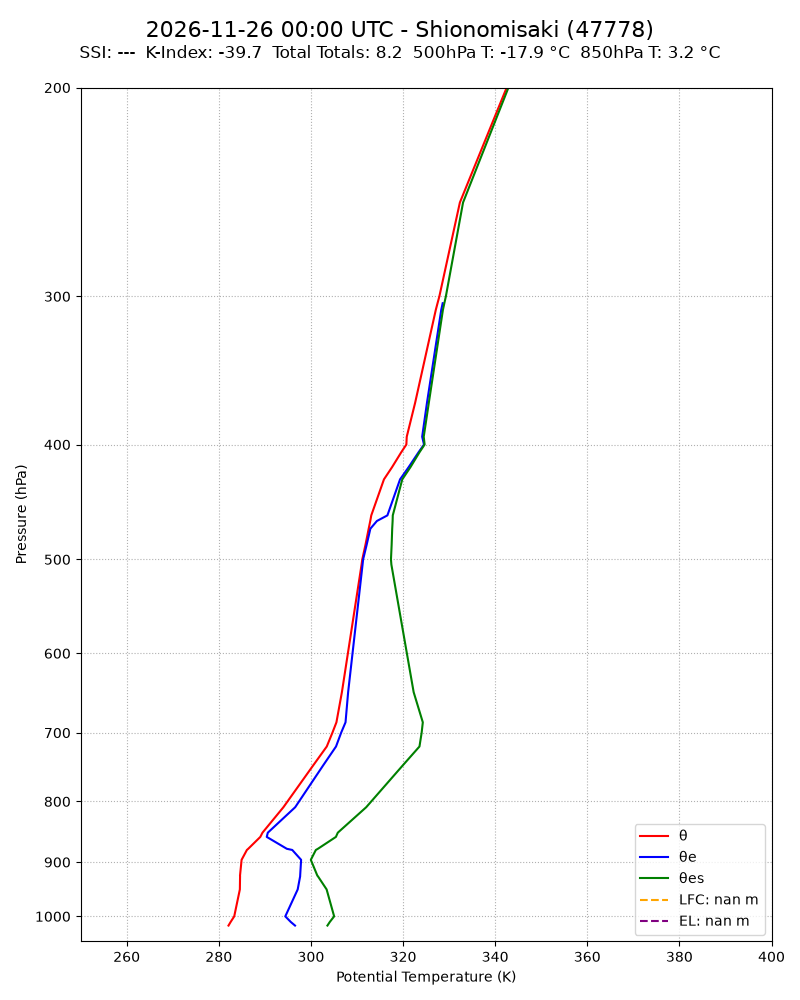 2026-11-26 00:00 UTC - Shionomisaki (47778)
SSI: --- K-Index: -39.7 Total Totals: 8.2 500hPa T: -17.9 °C 850hPa T: 3.2 °C
200
300
400
500
600
700
800
900
1000
Pressure (hPa)
θ
θe
θes
LFC: nan m
EL: nan m
260 280 300 320 340 360 380 400
Potential Temperature (K)